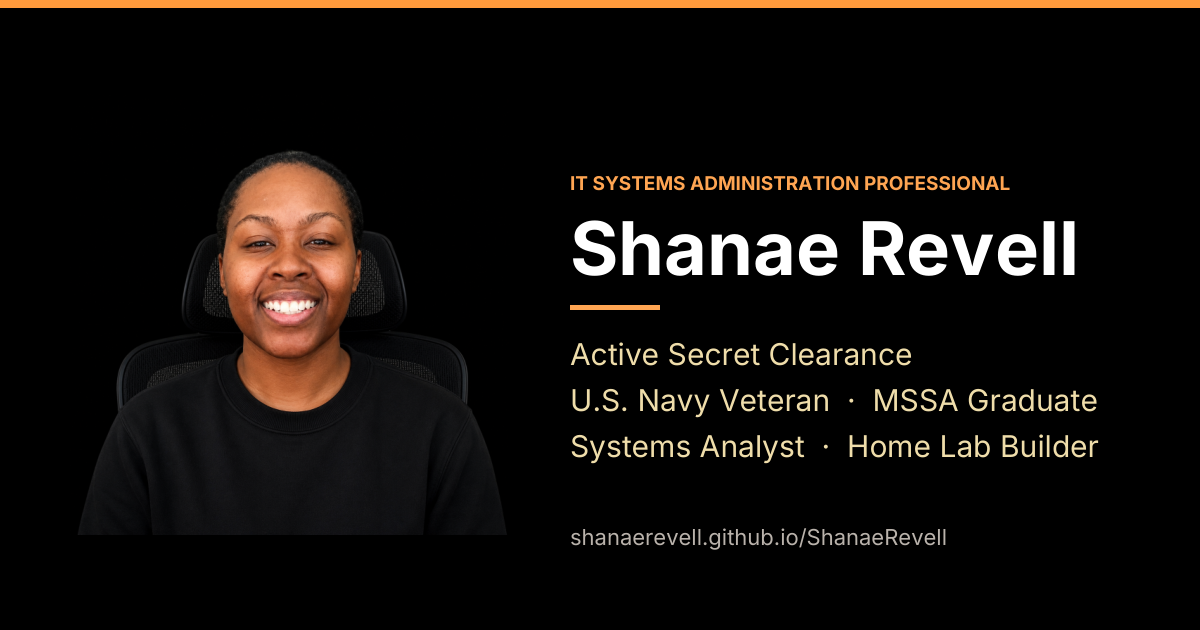 IT SYSTEMS ADMINISTRATION PROFESSIONAL
Shanae Revell
Active Secret Clearance
U.S. Navy Veteran · MSSA Graduate
Systems Analyst · Home Lab Builder
shanaerevell.github.io/ShanaeRevell